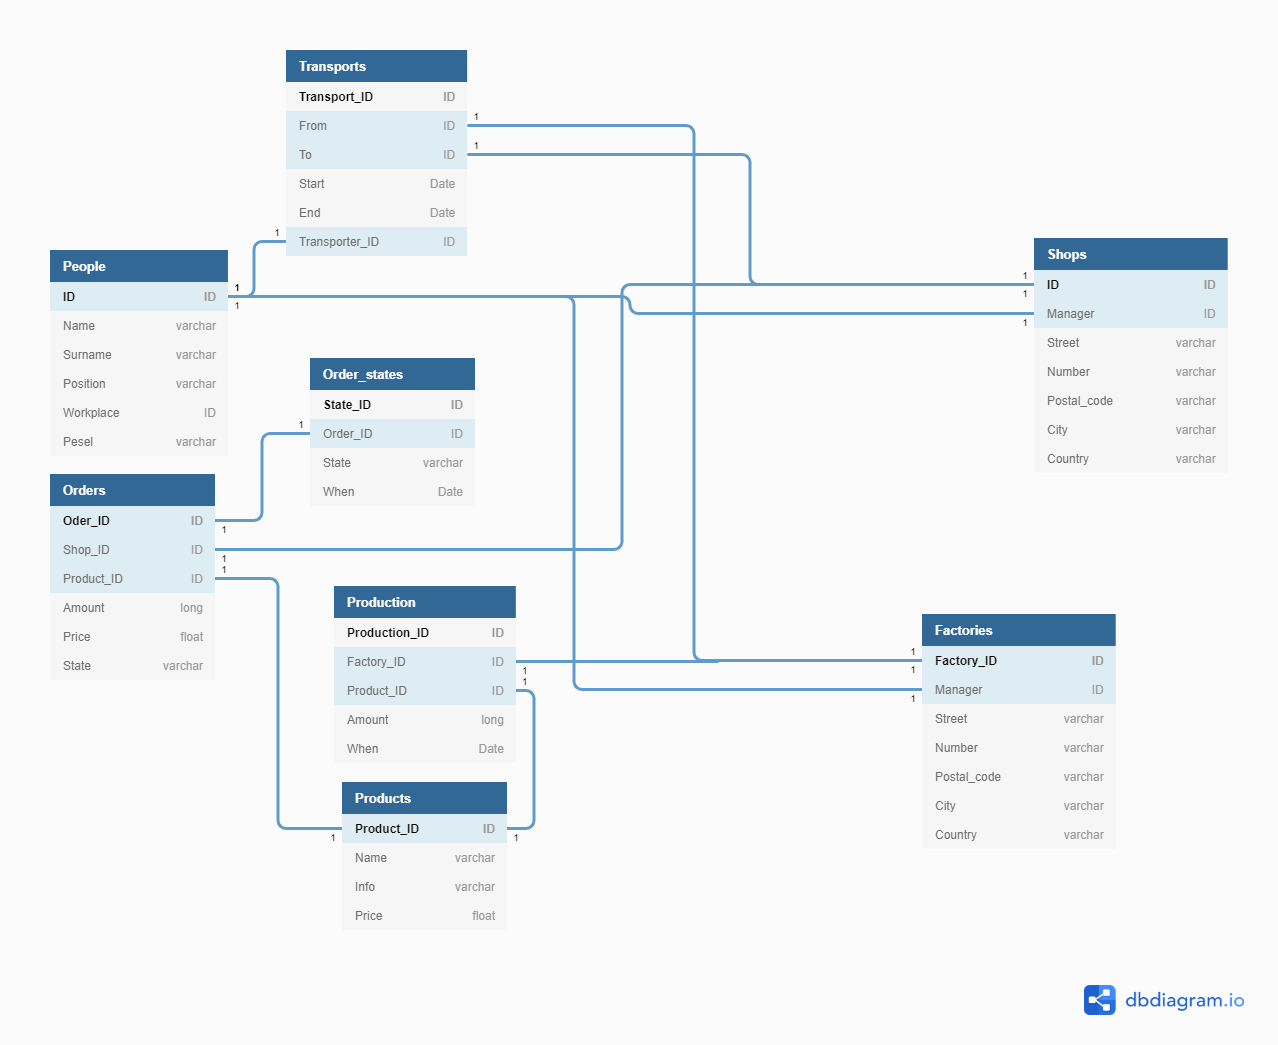 Transports
Transport_ID ID
From ID 1
To ID 1
Start Date
End Date
1 Transporter_ID ID
People
ID ID 1
1
Name varchar
Surname varchar
Position varchar
Workplace ID
Pesel varchar
Shops
1 ID ID
1
Manager ID
1
Street varchar
Number varchar
Postal_code varchar
City varchar
Country varchar
Order_states
State_ID ID
1 Order_ID ID
State varchar
When Date
Orders
Oder_ID ID
1
Shop_ID ID
1
Product_ID ID 1
Amount long
Price float
State varchar
Production
Production_ID ID
Factory_ID ID
1
Product_ID ID 1
Amount long
When Date
Factories
1 Factory_ID ID
1
Manager ID
1
Street varchar
Number varchar
Postal_code varchar
City varchar
Country varchar
Products
Product_ID ID
1 1
Name varchar
Info varchar
Price float
dbdiagram.io